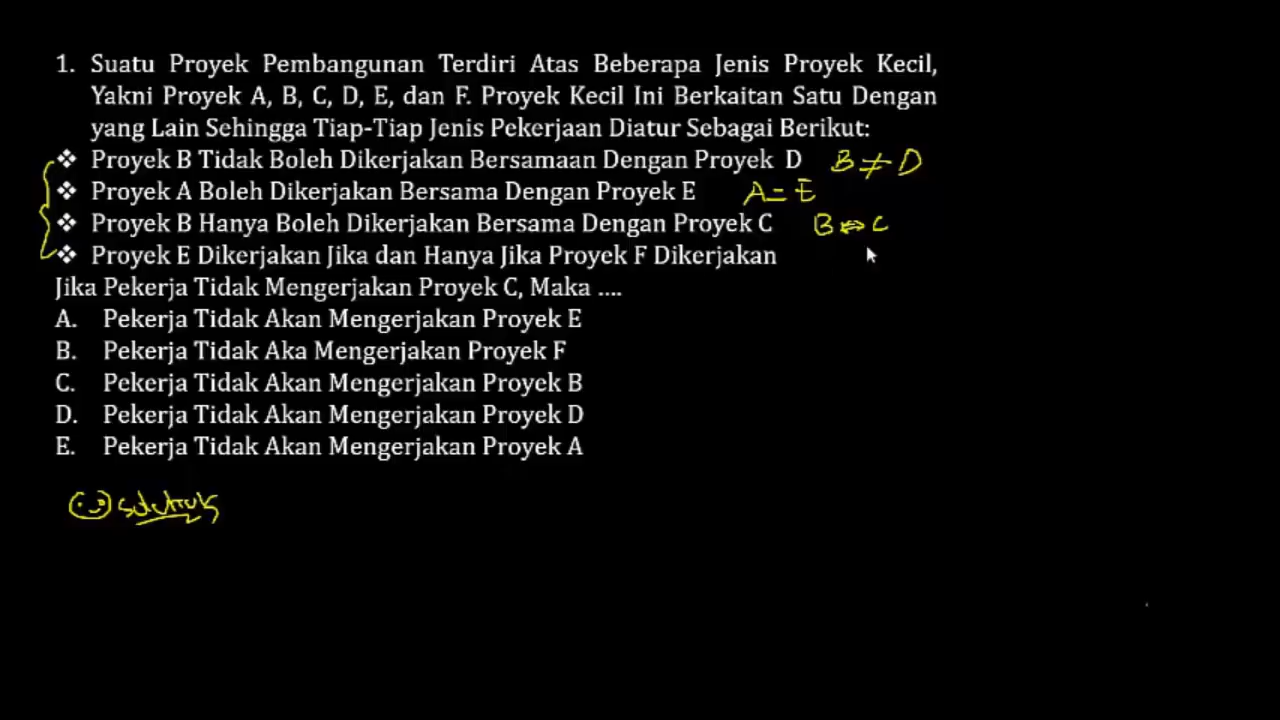 1. Suatu Proyek Pembangunan Terdiri Atas Beberapa Jenis Proyek Kecil,
Yakni Proyek A, B, C, D, E, dan F. Proyek Kecil Ini Berkaitan Satu Dengan
yang Lain Sehingga Tiap-Tiap Jenis Pekerjaan Diatur Sebagai Berikut:
❖ Proyek B Tidak Boleh Dikerjakan Bersamaan Dengan Proyek D B ≠ D
❖ Proyek A Boleh Dikerjakan Bersama Dengan Proyek E A = E
❖ Proyek B Hanya Boleh Dikerjakan Bersama Dengan Proyek C B ⇔ C
❖ Proyek E Dikerjakan Jika dan Hanya Jika Proyek F Dikerjakan
Jika Pekerja Tidak Mengerjakan Proyek C, Maka ....
A. Pekerja Tidak Akan Mengerjakan Proyek E
B. Pekerja Tidak Aka Mengerjakan Proyek F
C. Pekerja Tidak Akan Mengerjakan Proyek B
D. Pekerja Tidak Akan Mengerjakan Proyek D
E. Pekerja Tidak Akan Mengerjakan Proyek A